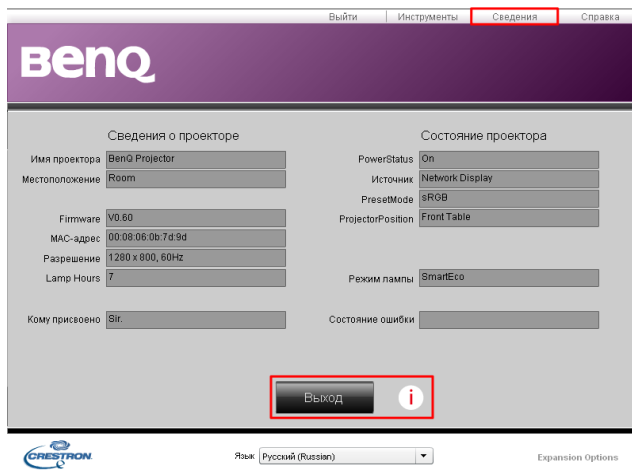 Выйти Инструменты Сведения Справка
BenQ
Сведения о проекторе
Имя проектора BenQ Projector
Местоположение Room
Firmware V0.60
MAC-адрес 00:08:06:0b:7d:9d
Разрешение 1280 x 800, 60Hz
Lamp Hours 7
Кому присвоено Sir.
Состояние проектора
PowerStatus On
Источник Network Display
PresetMode sRGB
ProjectorPosition Front Table
Режим лампы SmartEco
Состояние ошибки
Выход i
CRESTRON
Язык Русский (Russian)
Expansion Options